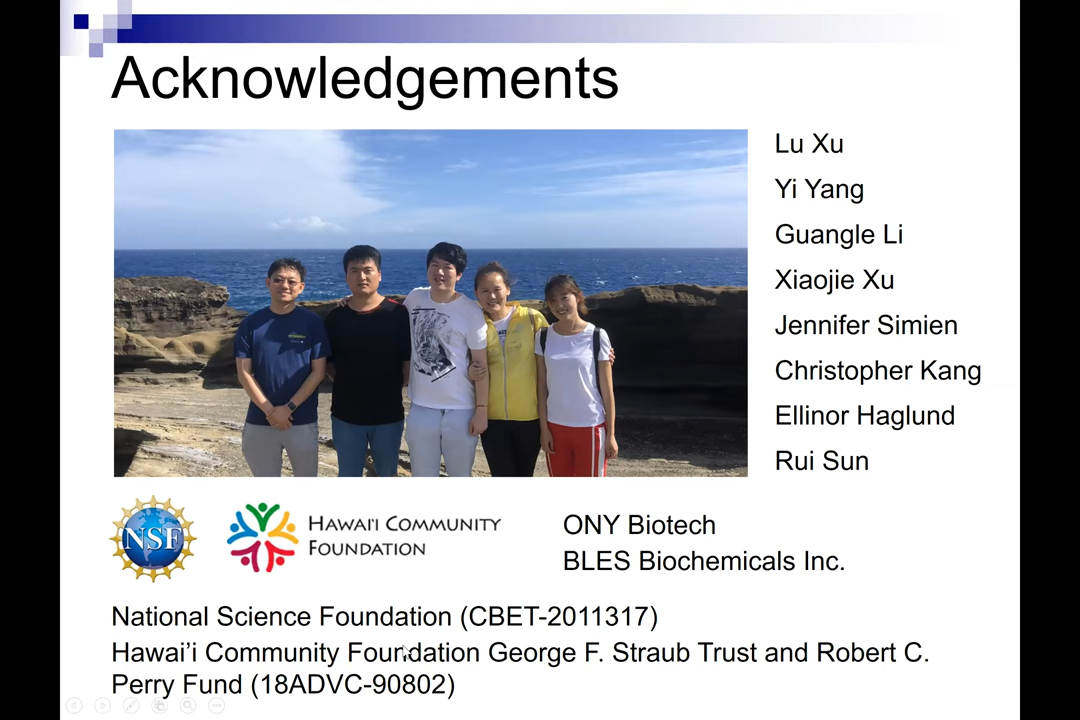 Acknowledgements
Lu Xu
Yi Yang
Guangle Li
Xiaojie Xu
Jennifer Simien
Christopher Kang
Ellinor Haglund
Rui Sun
NSF
HAWAI'I COMMUNITY
FOUNDATION
ONY Biotech
BLES Biochemicals Inc.
National Science Foundation (CBET-2011317)
Hawai’i Community Foundation George F. Straub Trust and Robert C.
Perry Fund (18ADVC-90802)